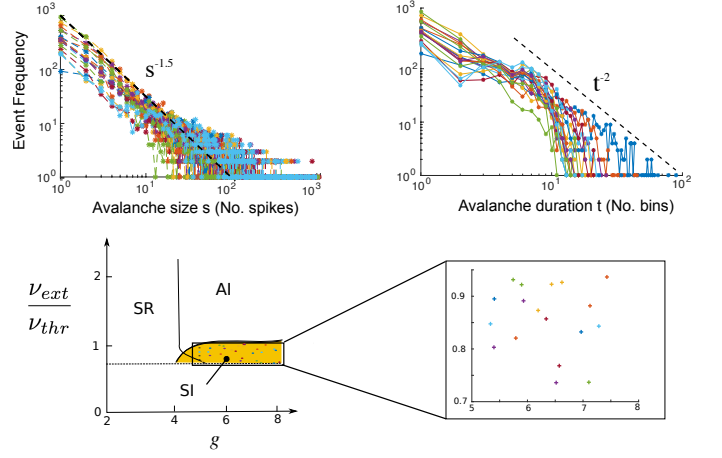 10³
10²
10¹
10⁰
Event Frequency
s⁻¹·⁵
10⁰
10¹
10²
10³
Avalanche size s (No. spikes)
10³
10²
10¹
10⁰
t⁻²
10⁰
10¹
10²
Avalanche duration t (No. bins)
ν_ext
ν_thr
2
1
0
SR
AI
SI
2
4
6
8
g
0.9
0.8
0.7
5
6
7
8